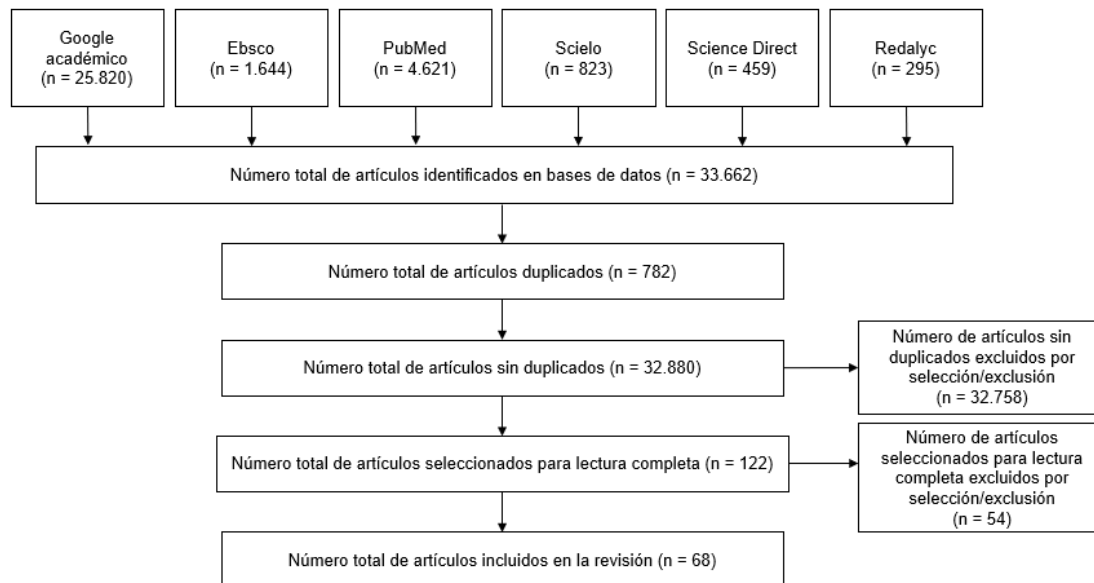 Google
académico
(n = 25.820)
Ebsco
(n = 1.644)
PubMed
(n = 4.621)
Scielo
(n = 823)
Science Direct
(n = 459)
Redalyc
(n = 295)
Número total de artículos identificados en bases de datos (n = 33.662)
Número total de artículos duplicados (n = 782)
Número total de artículos sin duplicados (n = 32.880)
Número de artículos sin
duplicados excluidos por
selección/exclusión
(n = 32.758)
Número total de artículos seleccionados para lectura completa (n = 122)
Número de artículos
seleccionados para lectura
completa excluidos por
selección/exclusión
(n = 54)
Número total de artículos incluidos en la revisión (n = 68)